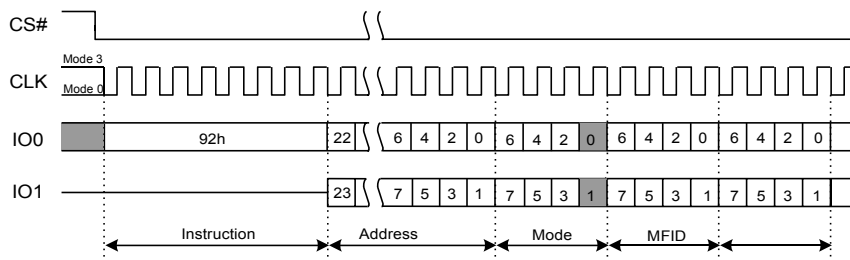 CS#
Mode 3
CLK
Mode 0
IO0 92h 22 6 4 2 0 6 4 2 0 6 4 2 0 6 4 2 0
IO1 23 7 5 3 1 7 5 3 1 7 5 3 1 7 5 3 1
Instruction Address Mode MFID